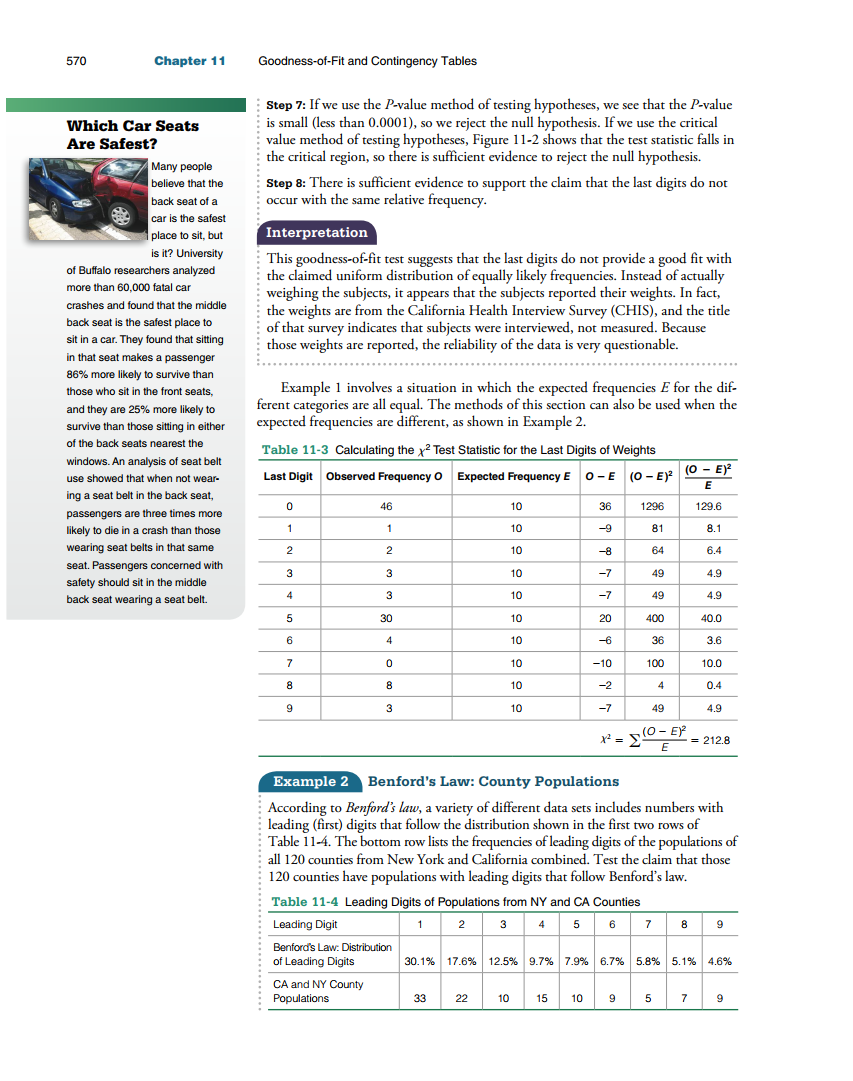 570 Chapter 11 Goodness-of-Fit and Contingency Tables
Which Car Seats
Are Safest?
Many people
believe that the
back seat of a
car is the safest
place to sit, but
is it? University
of Buffalo researchers analyzed
more than 60,000 fatal car
crashes and found that the middle
back seat is the safest place to
sit in a car. They found that sitting
in that seat makes a passenger
86% more likely to survive than
those who sit in the front seats,
and they are 25% more likely to
survive than those sitting in either
of the back seats nearest the
windows. An analysis of seat belt
use showed that when not wear-
ing a seat belt in the back seat,
passengers are three times more
likely to die in a crash than those
wearing seat belts in that same
seat. Passengers concerned with
safety should sit in the middle
back seat wearing a seat belt.
Step 7: If we use the P-value method of testing hypotheses, we see that the P-value
is small (less than 0.0001), so we reject the null hypothesis. If we use the critical
value method of testing hypotheses, Figure 11-2 shows that the test statistic falls in
the critical region, so there is sufficient evidence to reject the null hypothesis.
Step 8: There is sufficient evidence to support the claim that the last digits do not
occur with the same relative frequency.
Interpretation
This goodness-of-fit test suggests that the last digits do not provide a good fit with
the claimed uniform distribution of equally likely frequencies. Instead of actually
weighing the subjects, it appears that the subjects reported their weights. In fact,
the weights are from the California Health Interview Survey (CHIS), and the title
of that survey indicates that subjects were interviewed, not measured. Because
those weights are reported, the reliability of the data is very questionable.
Example 1 involves a situation in which the expected frequencies E for the dif-
ferent categories are all equal. The methods of this section can also be used when the
expected frequencies are different, as shown in Example 2.
Table 11-3 Calculating the χ² Test Statistic for the Last Digits of Weights
Last Digit Observed Frequency O Expected Frequency E O − E (O − E)² (O − E)²/E
0 46 10 36 1296 129.6
1 1 10 −9 81 8.1
2 2 10 −8 64 6.4
3 3 10 −7 49 4.9
4 3 10 −7 49 4.9
5 30 10 20 400 40.0
6 4 10 −6 36 3.6
7 0 10 −10 100 10.0
8 8 10 −2 4 0.4
9 3 10 −7 49 4.9
χ² = ∑ (O − E)²/E = 212.8
Example 2 Benford's Law: County Populations
According to Benford's law, a variety of different data sets includes numbers with
leading (first) digits that follow the distribution shown in the first two rows of
Table 11-4. The bottom row lists the frequencies of leading digits of the populations of
all 120 counties from New York and California combined. Test the claim that those
120 counties have populations with leading digits that follow Benford's law.
Table 11-4 Leading Digits of Populations from NY and CA Counties
Leading Digit 1 2 3 4 5 6 7 8 9
Benford's Law: Distribution
of Leading Digits 30.1% 17.6% 12.5% 9.7% 7.9% 6.7% 5.8% 5.1% 4.6%
CA and NY County
Populations 33 22 10 15 10 9 5 7 9